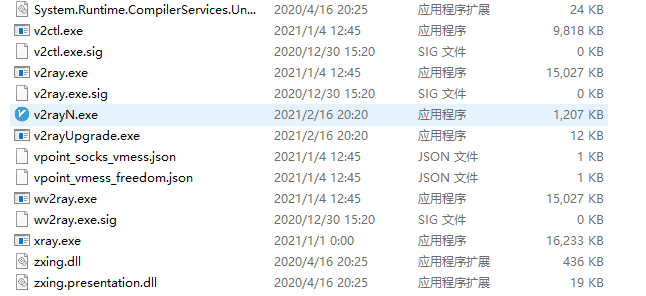 System.Runtime.CompilerServices.Un... 2020/4/16 20:25 应用程序扩展 24 KB
v2ctl.exe 2021/1/4 12:45 应用程序 9,818 KB
v2ctl.exe.sig 2020/12/30 15:20 SIG 文件 0 KB
v2ray.exe 2021/1/4 12:45 应用程序 15,027 KB
v2ray.exe.sig 2020/12/30 15:20 SIG 文件 0 KB
v2rayN.exe 2021/2/16 20:20 应用程序 1,207 KB
v2rayUpgrade.exe 2021/2/16 20:20 应用程序 12 KB
vpoint_socks_vmess.json 2021/1/4 12:45 JSON 文件 1 KB
vpoint_vmess_freedom.json 2021/1/4 12:45 JSON 文件 1 KB
wv2ray.exe 2021/1/4 12:45 应用程序 15,027 KB
wv2ray.exe.sig 2020/12/30 15:20 SIG 文件 0 KB
xray.exe 2021/1/1 0:00 应用程序 16,233 KB
zxing.dll 2020/4/16 20:25 应用程序扩展 436 KB
zxing.presentation.dll 2020/4/16 20:25 应用程序扩展 19 KB